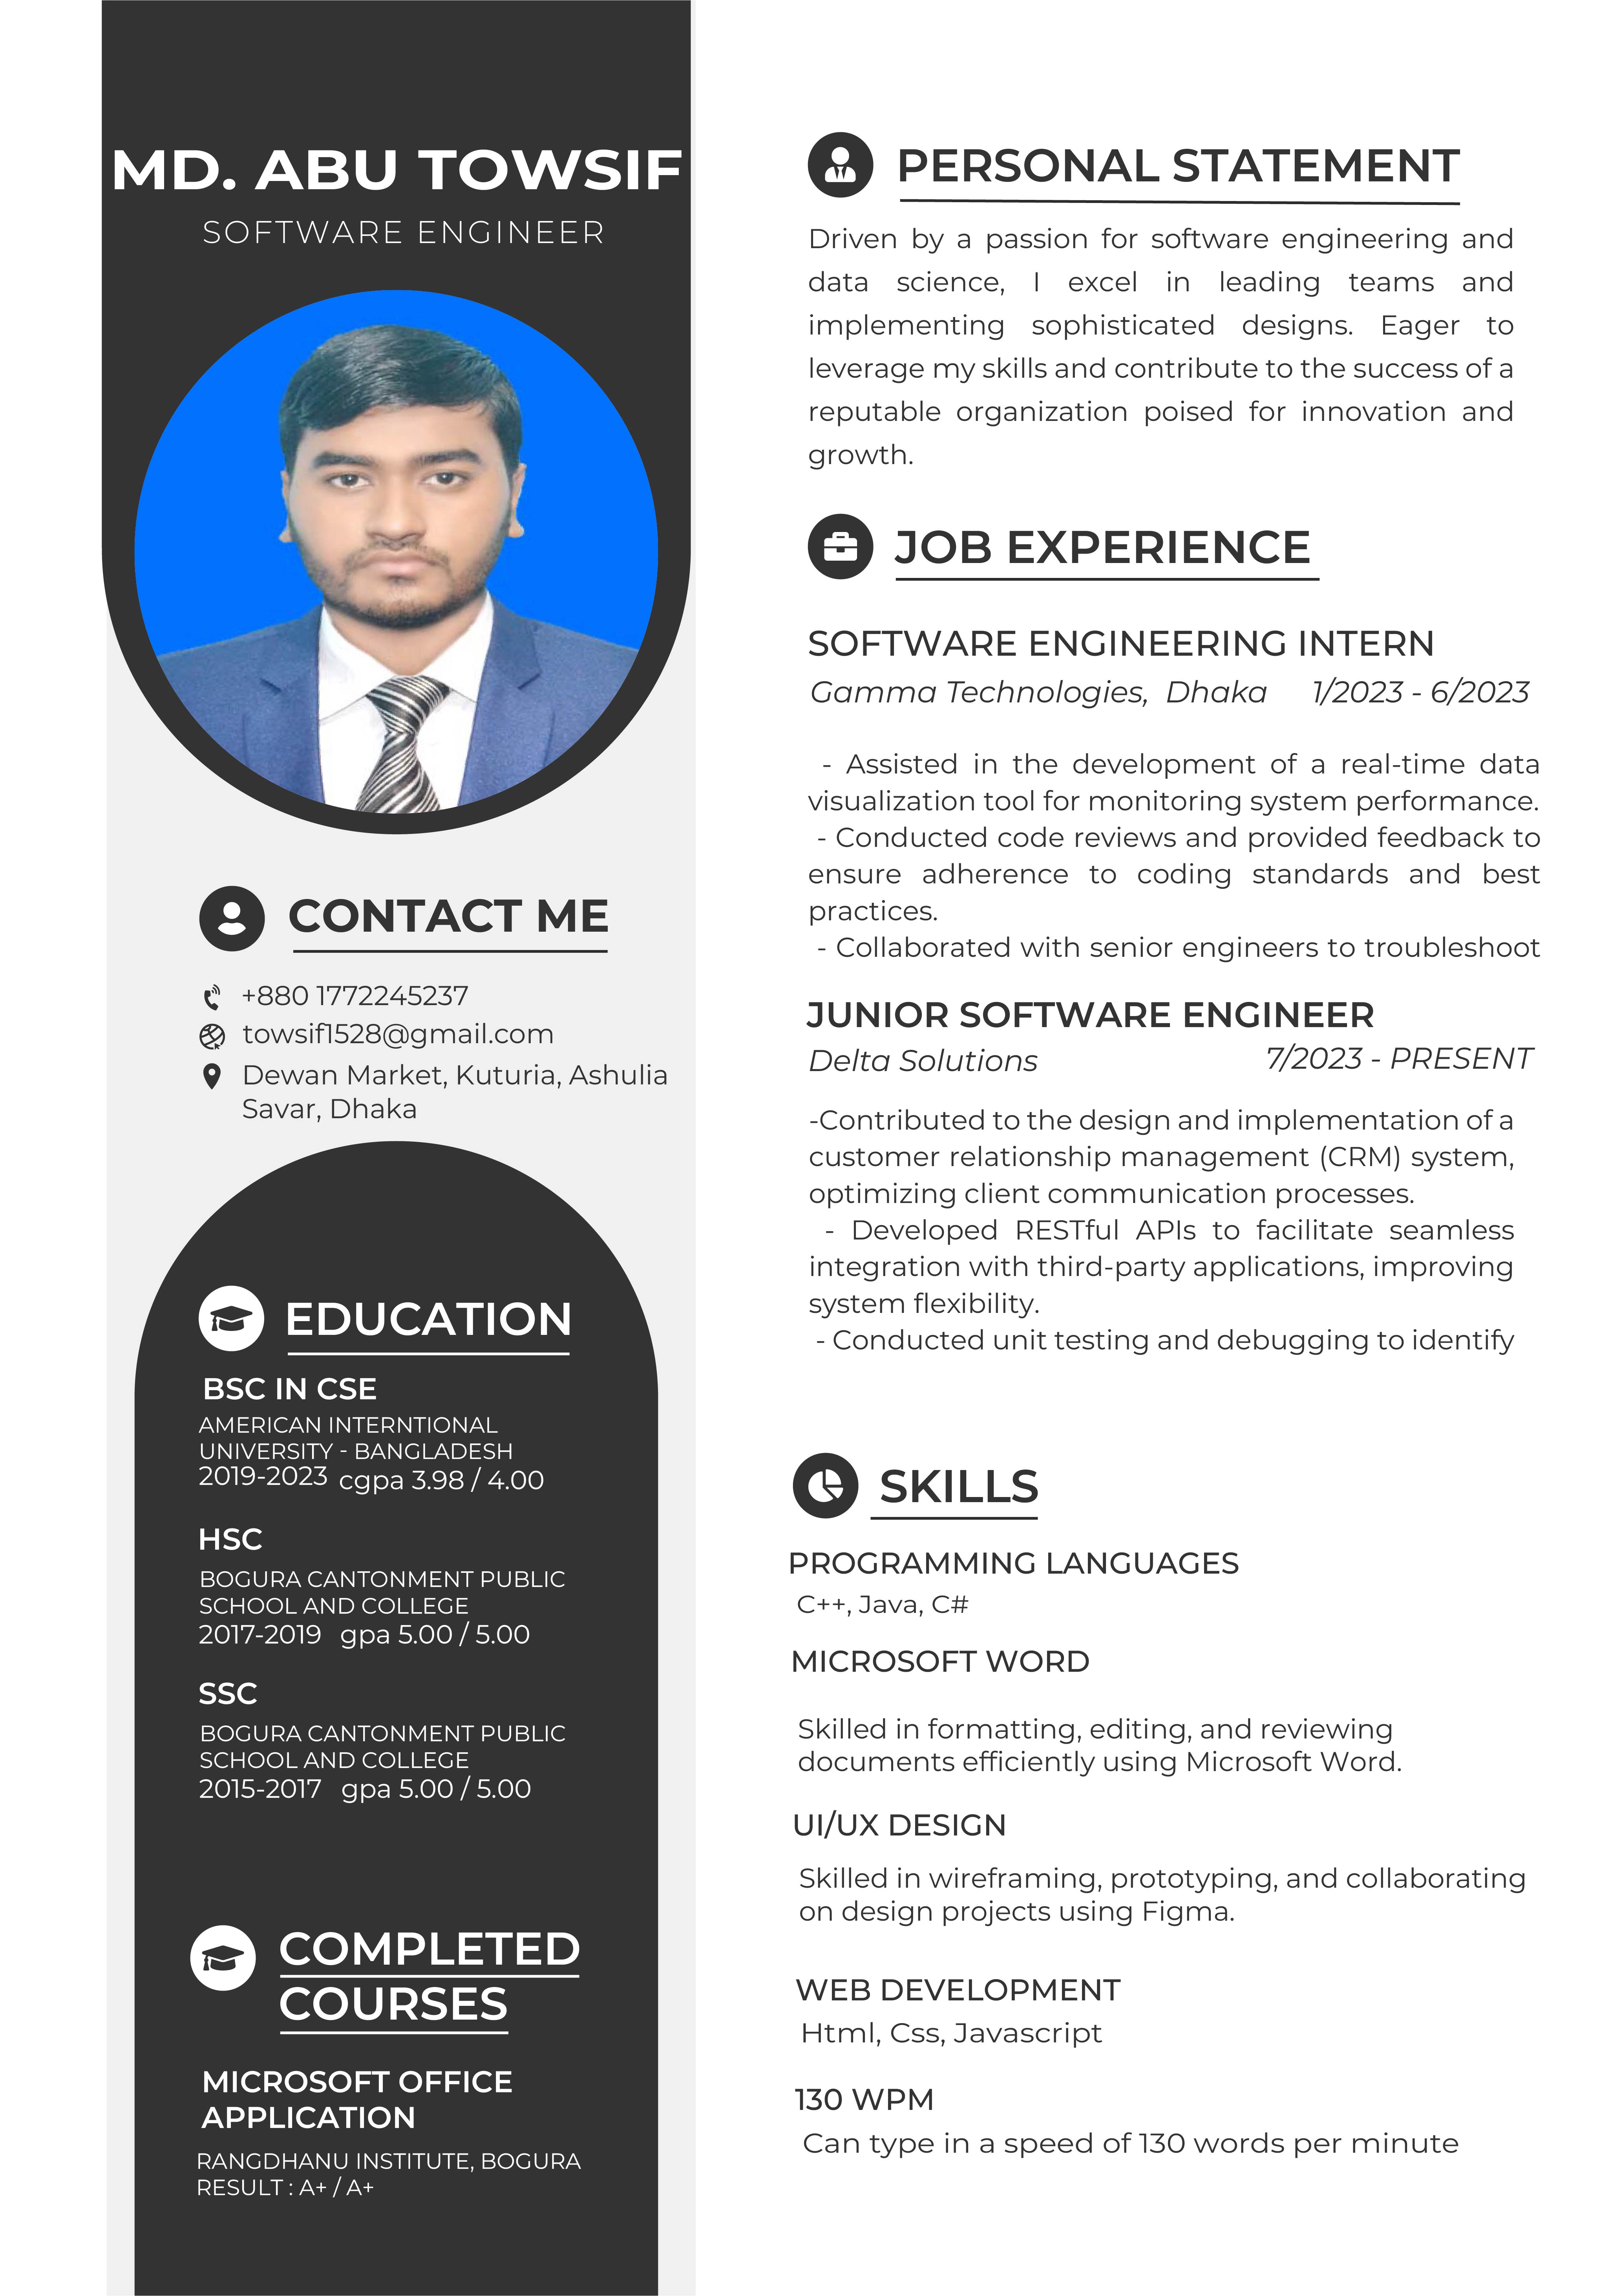 MD. ABU TOWSIF
SOFTWARE ENGINEER
CONTACT ME
+880 1772245237
towsif1528@gmail.com
Dewan Market, Kuturia, Ashulia
Savar, Dhaka
EDUCATION
BSC IN CSE
AMERICAN INTERNTIONAL
UNIVERSITY - BANGLADESH
2019-2023 cgpa 3.98 / 4.00
HSC
BOGURA CANTONMENT PUBLIC
SCHOOL AND COLLEGE
2017-2019 gpa 5.00 / 5.00
SSC
BOGURA CANTONMENT PUBLIC
SCHOOL AND COLLEGE
2015-2017 gpa 5.00 / 5.00
COMPLETED
COURSES
MICROSOFT OFFICE
APPLICATION
RANGDHANU INSTITUTE, BOGURA
RESULT : A+ / A+
PERSONAL STATEMENT
Driven by a passion for software engineering and
data science, I excel in leading teams and
implementing sophisticated designs. Eager to
leverage my skills and contribute to the success of a
reputable organization poised for innovation and
growth.
JOB EXPERIENCE
SOFTWARE ENGINEERING INTERN
Gamma Technologies, Dhaka 1/2023 - 6/2023
- Assisted in the development of a real-time data
visualization tool for monitoring system performance.
- Conducted code reviews and provided feedback to
ensure adherence to coding standards and best
practices.
- Collaborated with senior engineers to troubleshoot
JUNIOR SOFTWARE ENGINEER
Delta Solutions 7/2023 - PRESENT
-Contributed to the design and implementation of a
customer relationship management (CRM) system,
optimizing client communication processes.
- Developed RESTful APIs to facilitate seamless
integration with third-party applications, improving
system flexibility.
- Conducted unit testing and debugging to identify
SKILLS
PROGRAMMING LANGUAGES
C++, Java, C#
MICROSOFT WORD
Skilled in formatting, editing, and reviewing
documents efficiently using Microsoft Word.
UI/UX DESIGN
Skilled in wireframing, prototyping, and collaborating
on design projects using Figma.
WEB DEVELOPMENT
Html, Css, Javascript
130 WPM
Can type in a speed of 130 words per minute